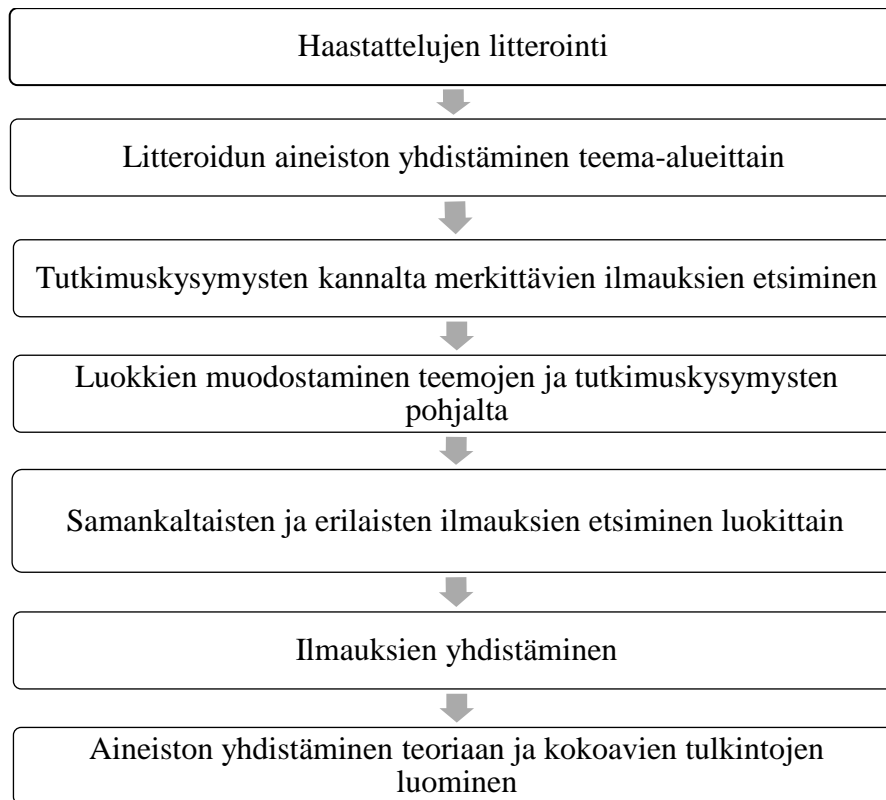 Haastattelujen litterointi
Litteroidun aineiston yhdistäminen teema-alueittain
Tutkimuskysymysten kannalta merkittävien ilmauksien etsiminen
Luokkien muodostaminen teemojen ja tutkimuskysymysten
pohjalta
Samankaltaisten ja erilaisten ilmauksien etsiminen luokittain
Ilmauksien yhdistäminen
Aineiston yhdistäminen teoriaan ja kokoavien tulkintojen
luominen